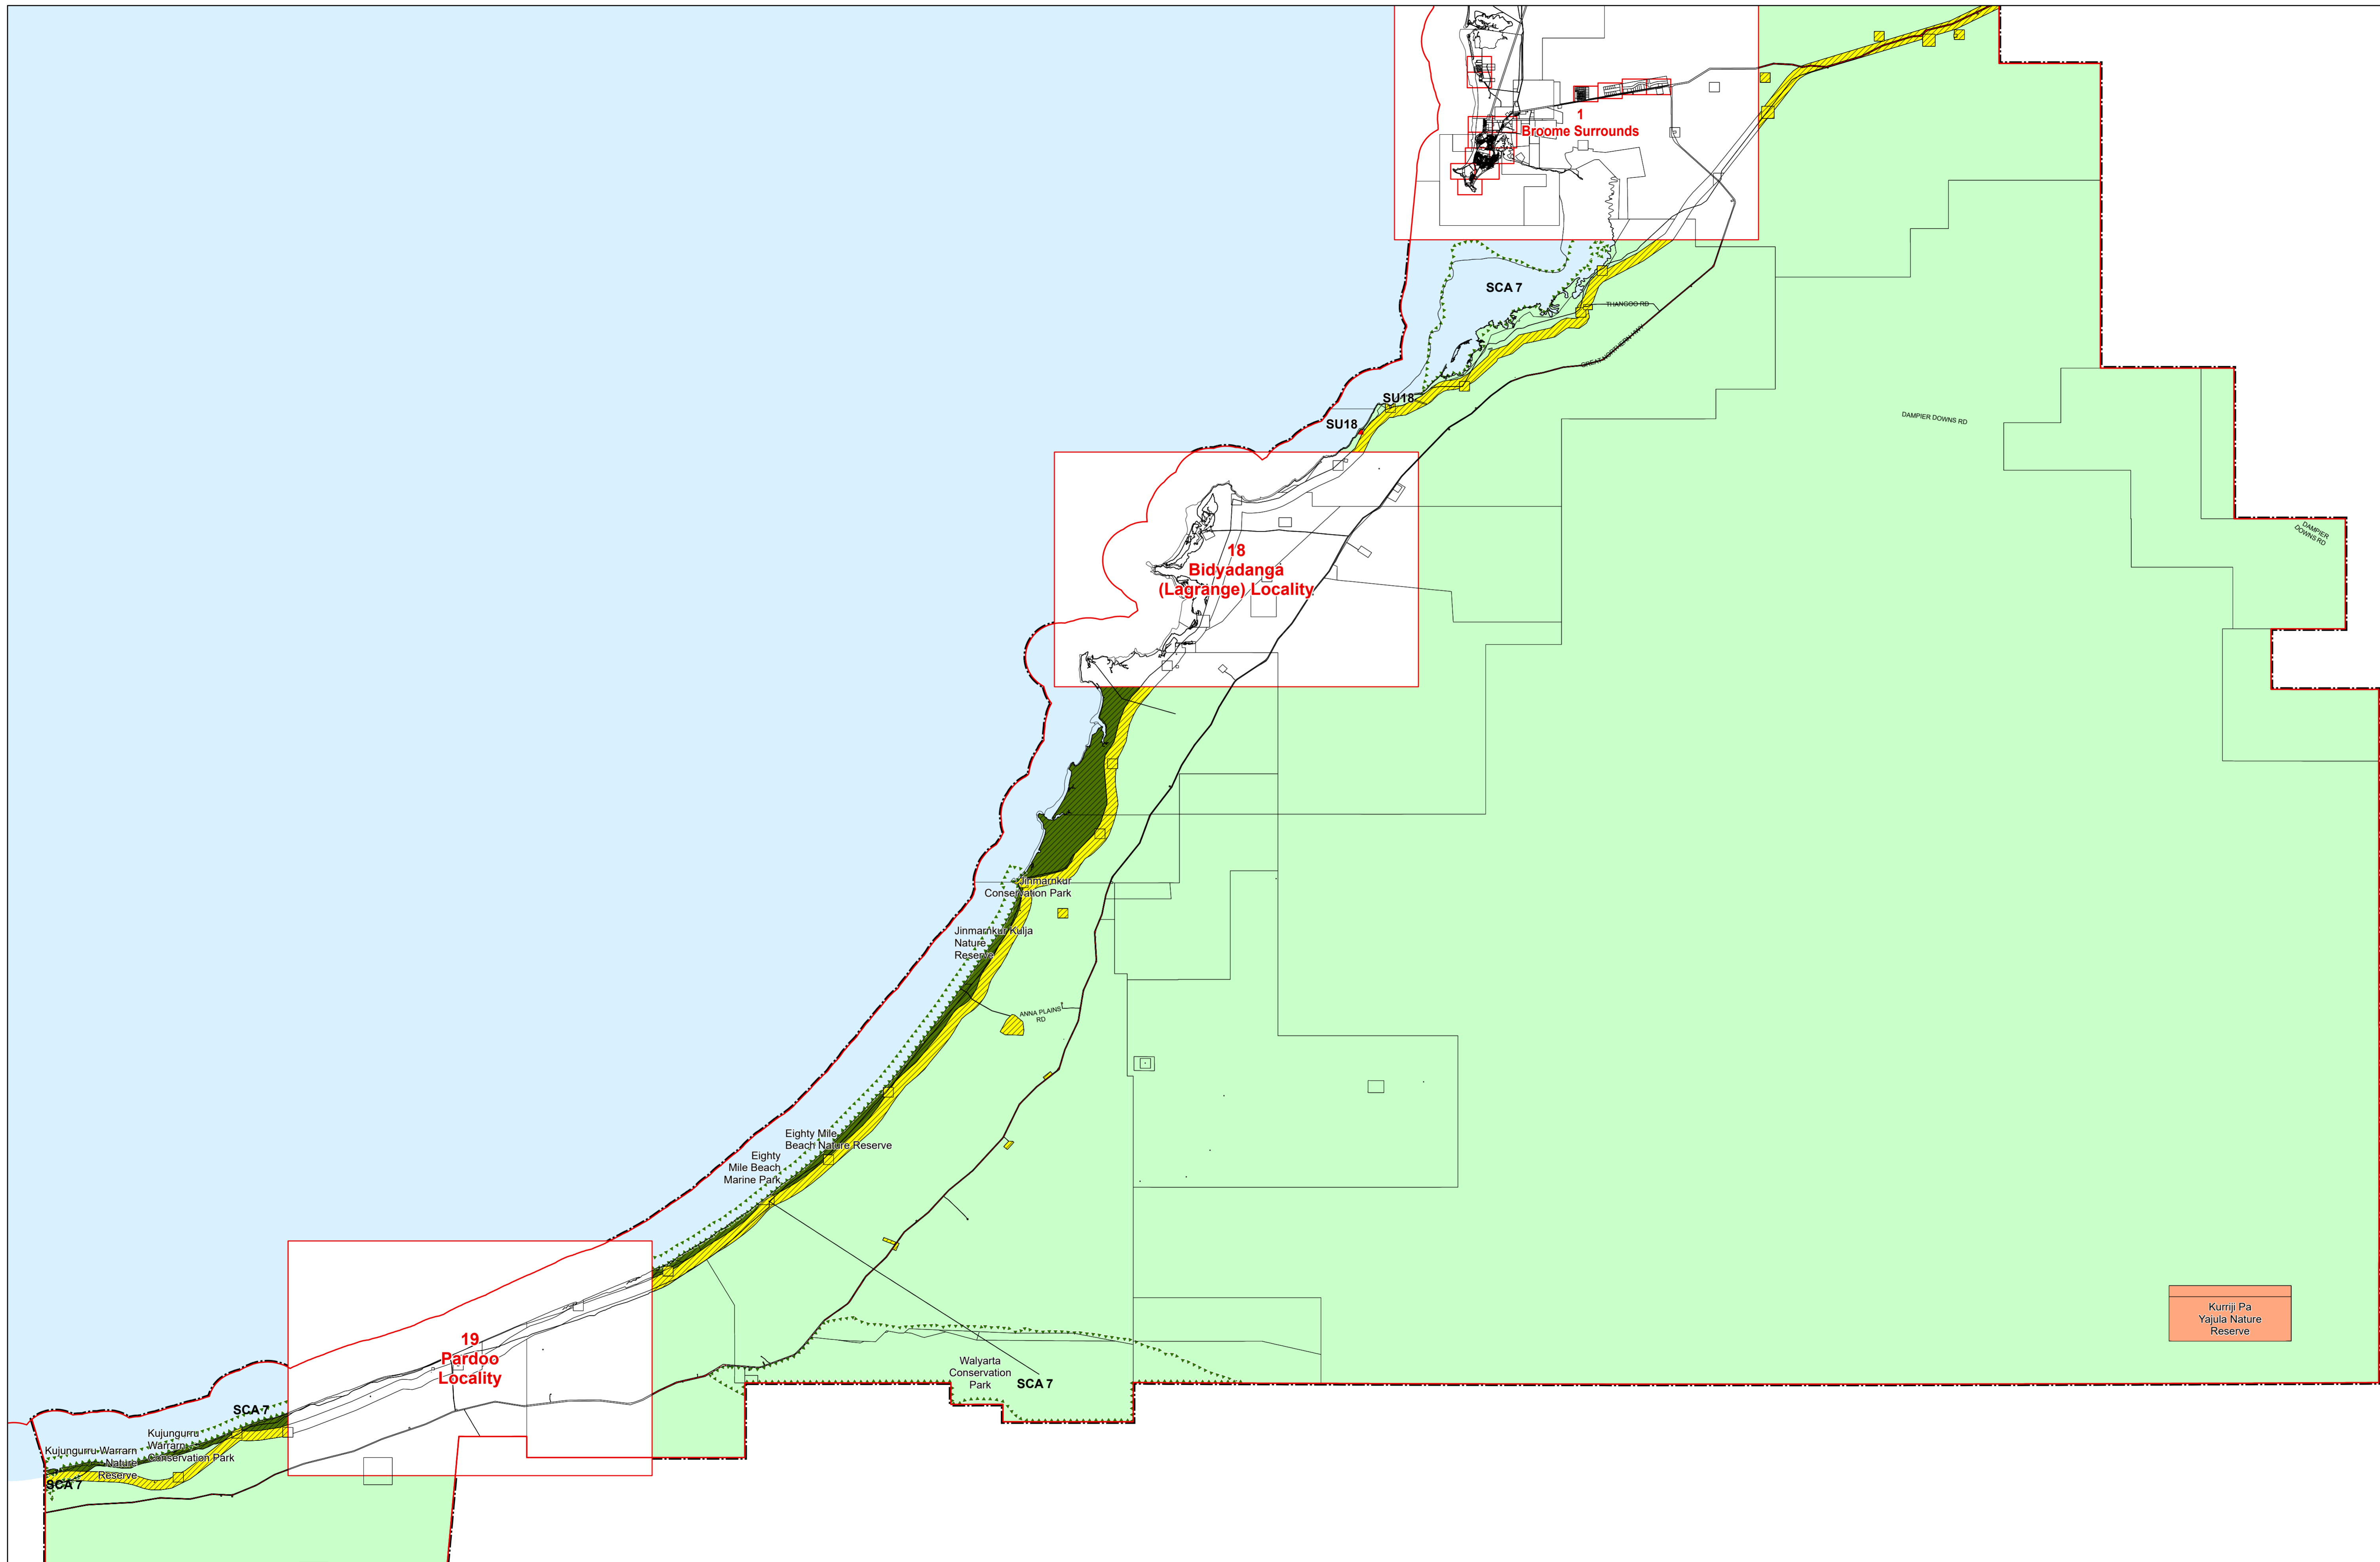 1
Broome Surrounds
SCA 7
THANGOO RD
GREAT NORTHERN HWY
SU18
SU18
DAMPIER DOWNS RD
DAMPIER
DOWNS RD
18
Bidyadanga
(Lagrange) Locality
Jinmarnkur
Conservation Park
Jinmarnkur Kulja
Nature
Reserve
ANNA PLAINS
RD
Eighty Mile
Beach Nature Reserve
Eighty
Mile Beach
Marine Park
Kurriji Pa
Yajula Nature
Reserve
19
Pardoo
Locality
Walyarta
Conservation
Park
SCA 7
SCA 7
Kujungurru
Warrarn
Conservation Park
Kujungurru Warrarn
Nature
Reserve
SCA 7